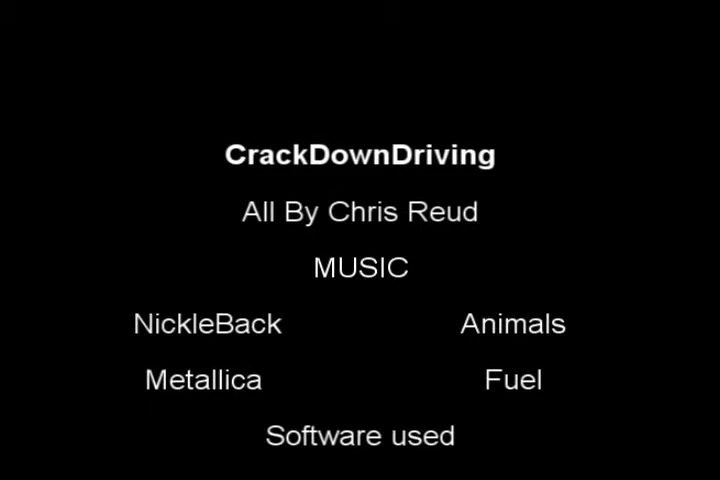 CrackDownDriving
All By Chris Reud
MUSIC
NickleBack Animals
Metallica Fuel
Software used